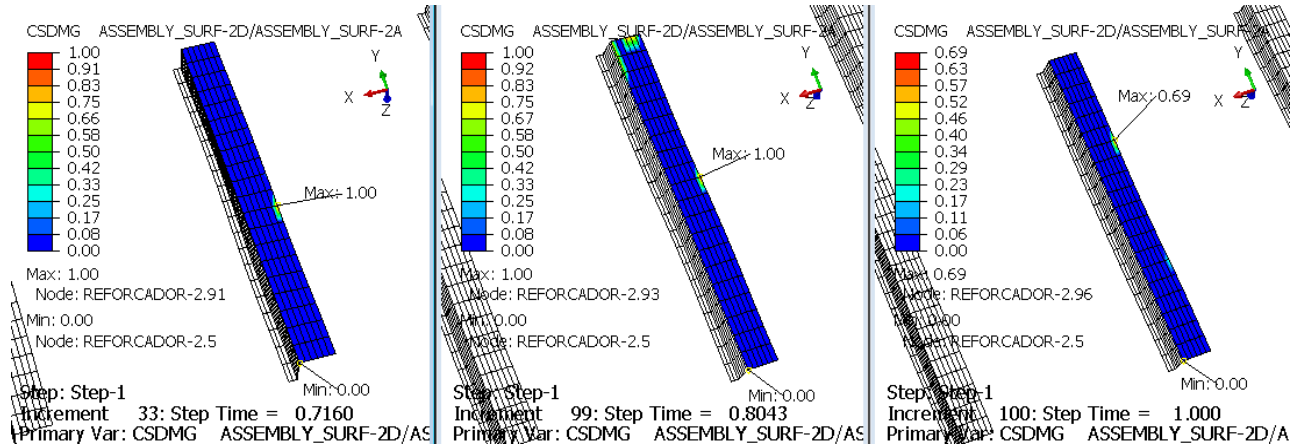 CSDMG ASSEMBLY_SURF-2D/ASSEMBLY_SURF-2A
1.00
0.91
0.83
0.75
0.66
0.58
0.50
0.42
0.33
0.25
0.17
0.08
0.00
Y
X
Z
Max: 1.00
Max: 1.00
Node: REFORCADOR-2.91
Min: 0.00
Node: REFORCADOR-2.5
Min: 0.00
Step: Step-1
Increment 33: Step Time = 0.7160
Primary Var: CSDMG ASSEMBLY_SURF-2D/AS
CSDMG ASSEMBLY_SURF-2D/ASSEMBLY_SURF-2A
1.00
0.92
0.83
0.75
0.67
0.58
0.50
0.42
0.33
0.25
0.17
0.08
0.00
Y
X
Z
Max: 1.00
Max: 1.00
Node: REFORCADOR-2.93
Min: 0.00
Node: REFORCADOR-2.5
Min: 0.00
Step: Step-1
Increment 99: Step Time = 0.8043
Primary Var: CSDMG ASSEMBLY_SURF-2D/AS
CSDMG ASSEMBLY_SURF-2D/ASSEMBLY_SURF-2A
0.69
0.63
0.57
0.52
0.46
0.40
0.34
0.29
0.23
0.17
0.11
0.06
0.00
Y
X
Z
Max: 0.69
Max: 0.69
Node: REFORCADOR-2.96
Min: 0.00
Node: REFORCADOR-2.5
Min: 0.00
Step: Step-1
Increment 100: Step Time = 1.000
Primary Var: CSDMG ASSEMBLY_SURF-2D/A